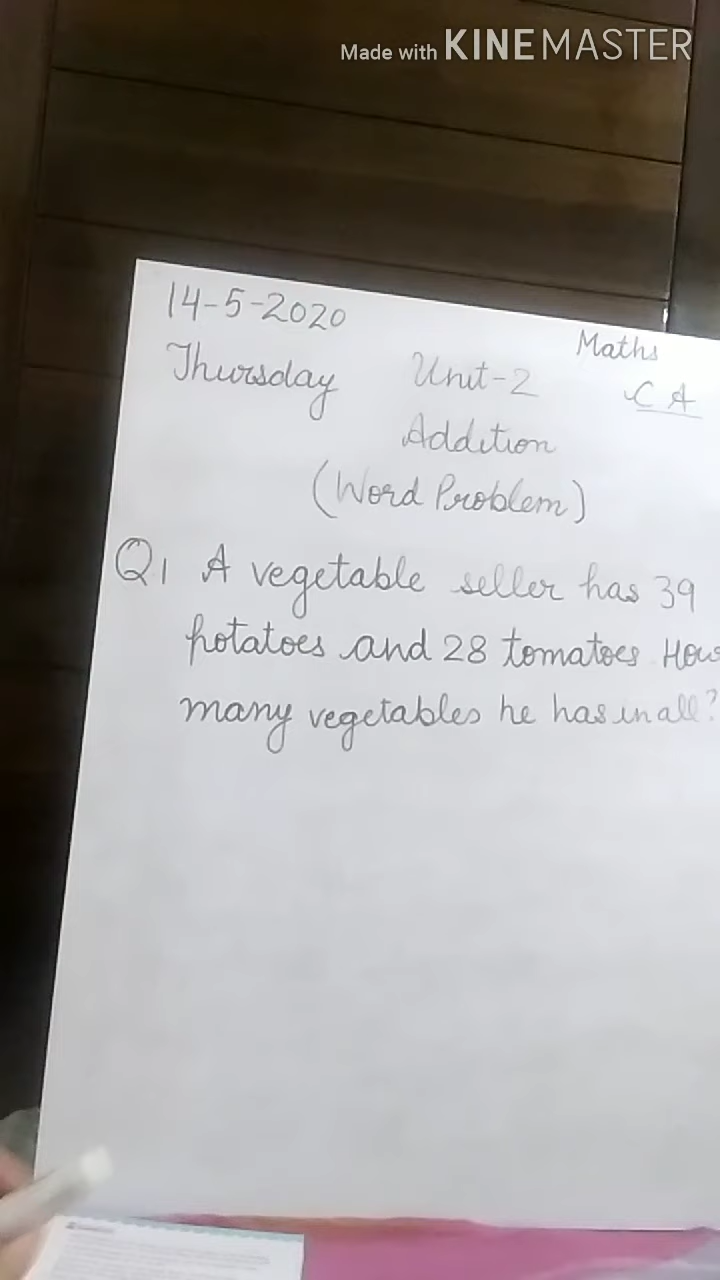 Made with KINEMASTER
14-5-2020
Maths
Thursday Unit-2 CA
Addition
(Word Problem)
Q1 A vegetable seller has 39
potatoes and 28 tomatoes. How
many vegetables he has in all?